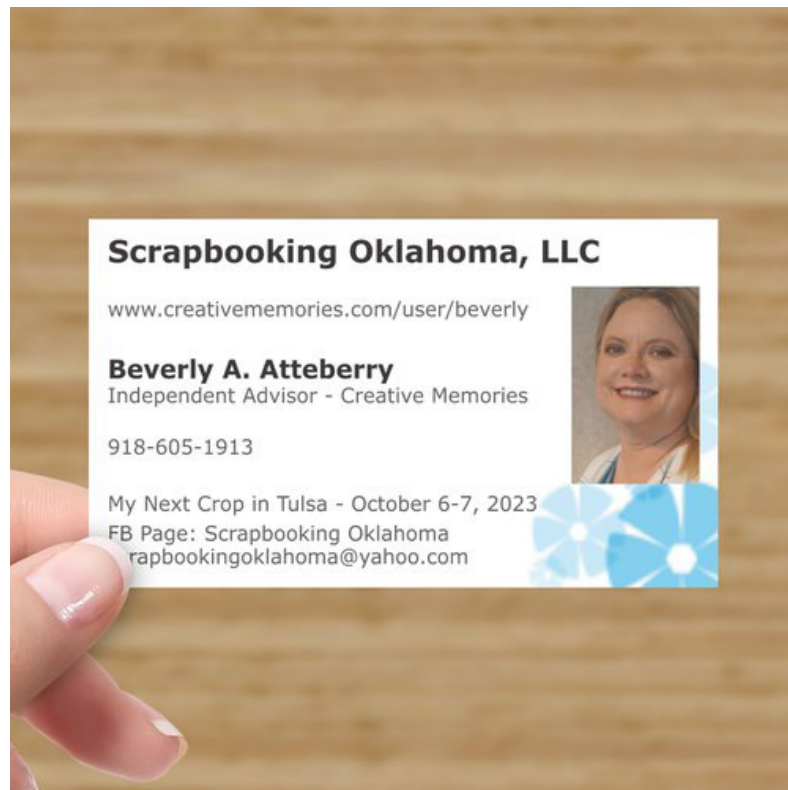 Scrapbooking Oklahoma, LLC
www.creativememories.com/user/beverly
Beverly A. Atteberry
Independent Advisor - Creative Memories
918-605-1913
My Next Crop in Tulsa - October 6-7, 2023
FB Page: Scrapbooking Oklahoma
rapbookingoklahoma@yahoo.com